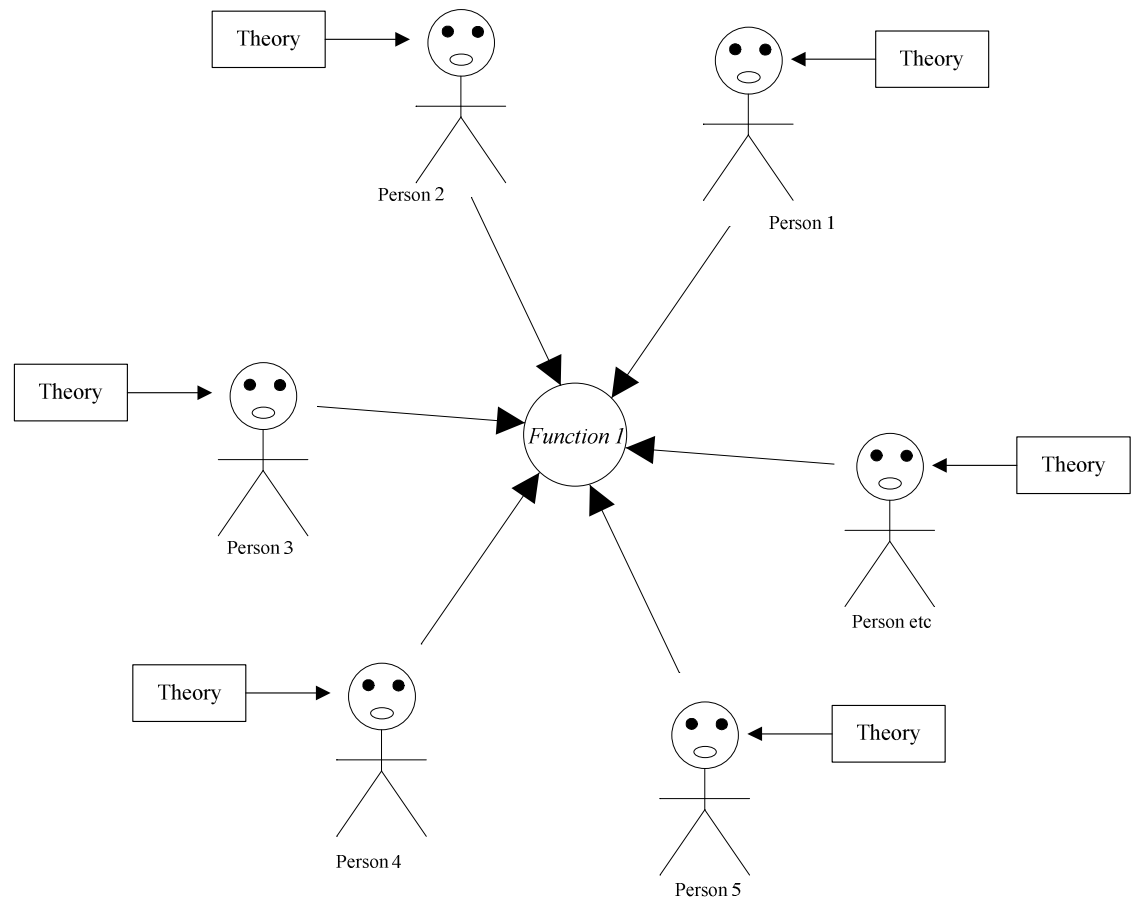 Theory
Theory
Person 2
Person 1
Theory
Function 1
Theory
Person 3
Person etc
Theory
Theory
Person 4
Person 5